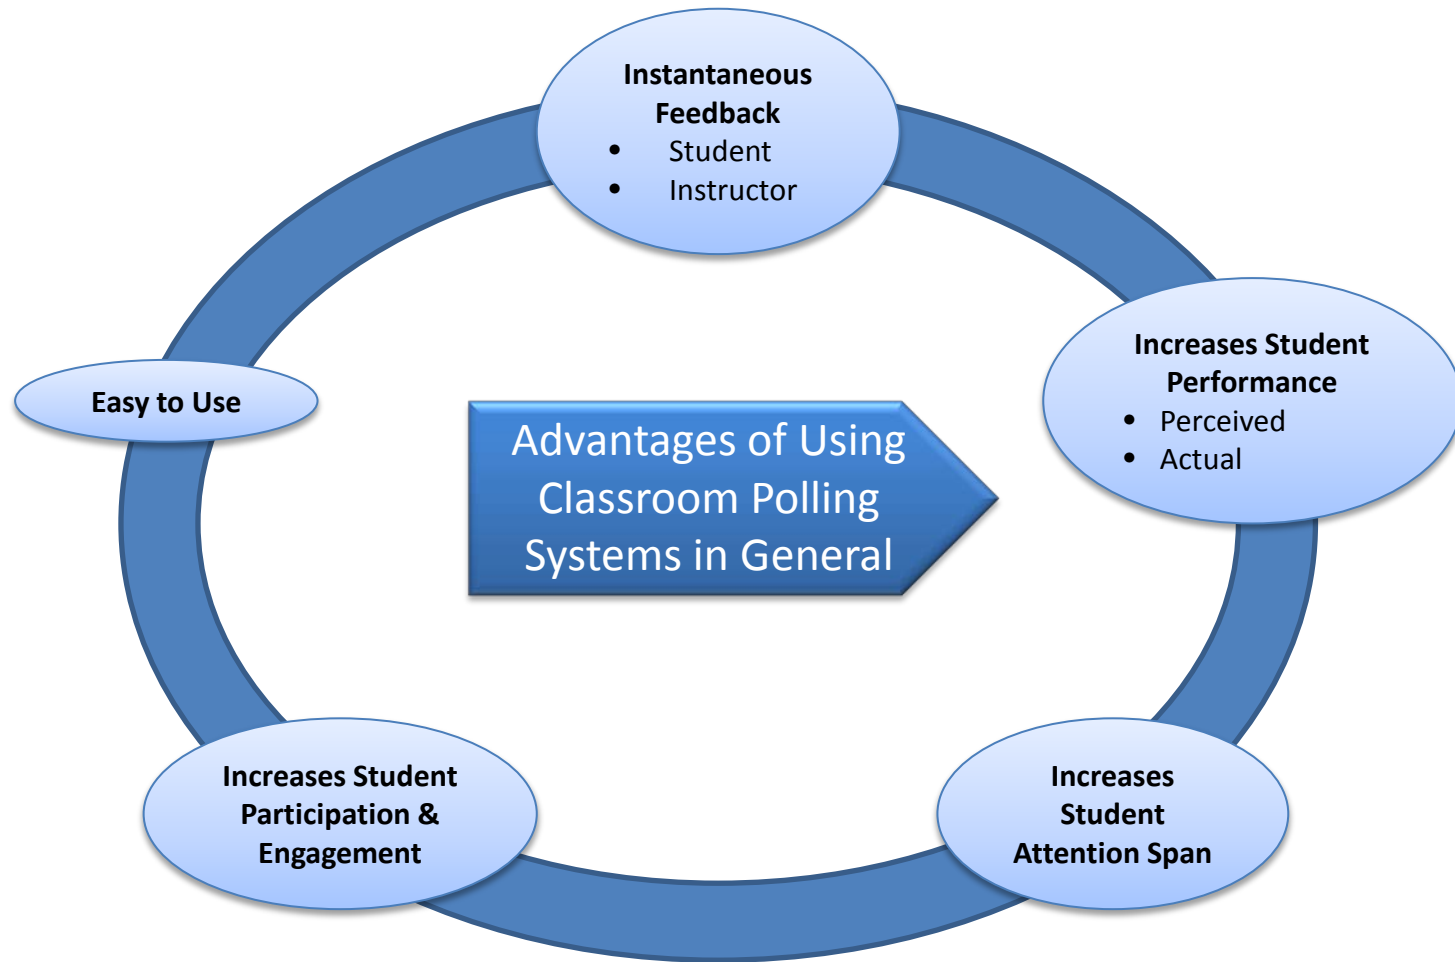 Instantaneous
Feedback
• Student
• Instructor
Increases Student
Performance
• Perceived
• Actual
Easy to Use
Advantages of Using
Classroom Polling
Systems in General
Increases Student
Participation &
Engagement
Increases
Student
Attention Span